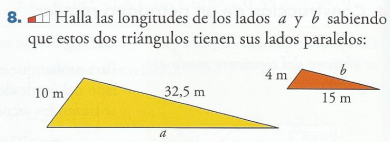 8. Halla las longitudes de los lados a y b sabiendo
que estos dos triángulos tienen sus lados paralelos:
4 m
b
10 m
32,5 m
15 m
a